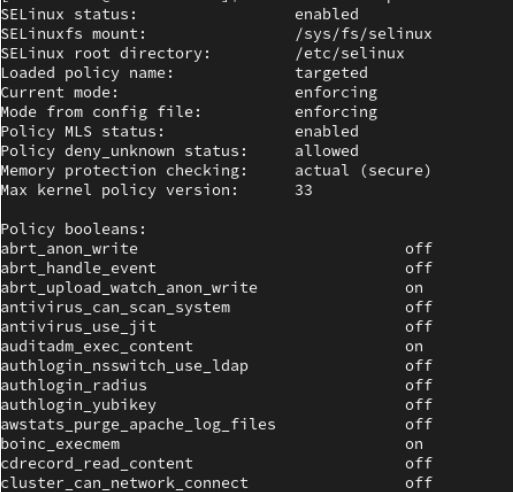 SELinux status: enabled
SELinuxfs mount: /sys/fs/selinux
SELinux root directory: /etc/selinux
Loaded policy name: targeted
Current mode: enforcing
Mode from config file: enforcing
Policy MLS status: enabled
Policy deny_unknown status: allowed
Memory protection checking: actual (secure)
Max kernel policy version: 33
Policy booleans:
abrt_anon_write off
abrt_handle_event off
abrt_upload_watch_anon_write on
antivirus_can_scan_system off
antivirus_use_jit off
auditadm_exec_content on
authlogin_nsswitch_use_ldap off
authlogin_radius off
authlogin_yubikey off
awstats_purge_apache_log_files off
boinc_execmem on
cdrecord_read_content off
cluster_can_network_connect off